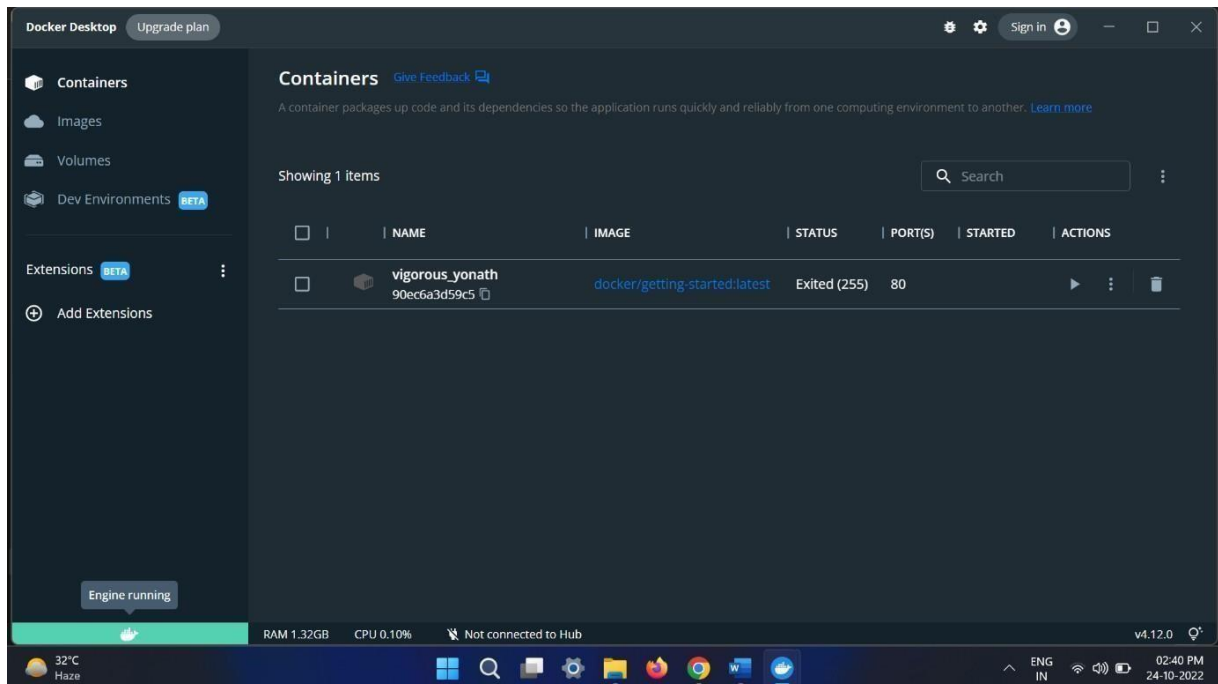 Docker Desktop Upgrade plan Sign in
Containers
Images
Volumes
Dev Environments BETA
Extensions BETA
Add Extensions
Containers Give Feedback
A container packages up code and its dependencies so the application runs quickly and reliably from one computing environment to another. Learn more
Showing 1 items
Search
NAME IMAGE STATUS PORT(S) STARTED ACTIONS
vigorous_yonath docker/getting-started:latest Exited (255) 80
90ec6a3d59c5
Engine running
RAM 1.32GB CPU 0.10% Not connected to Hub v4.12.0
32°C
Haze
W
ENG
IN
02:40 PM
24-10-2022